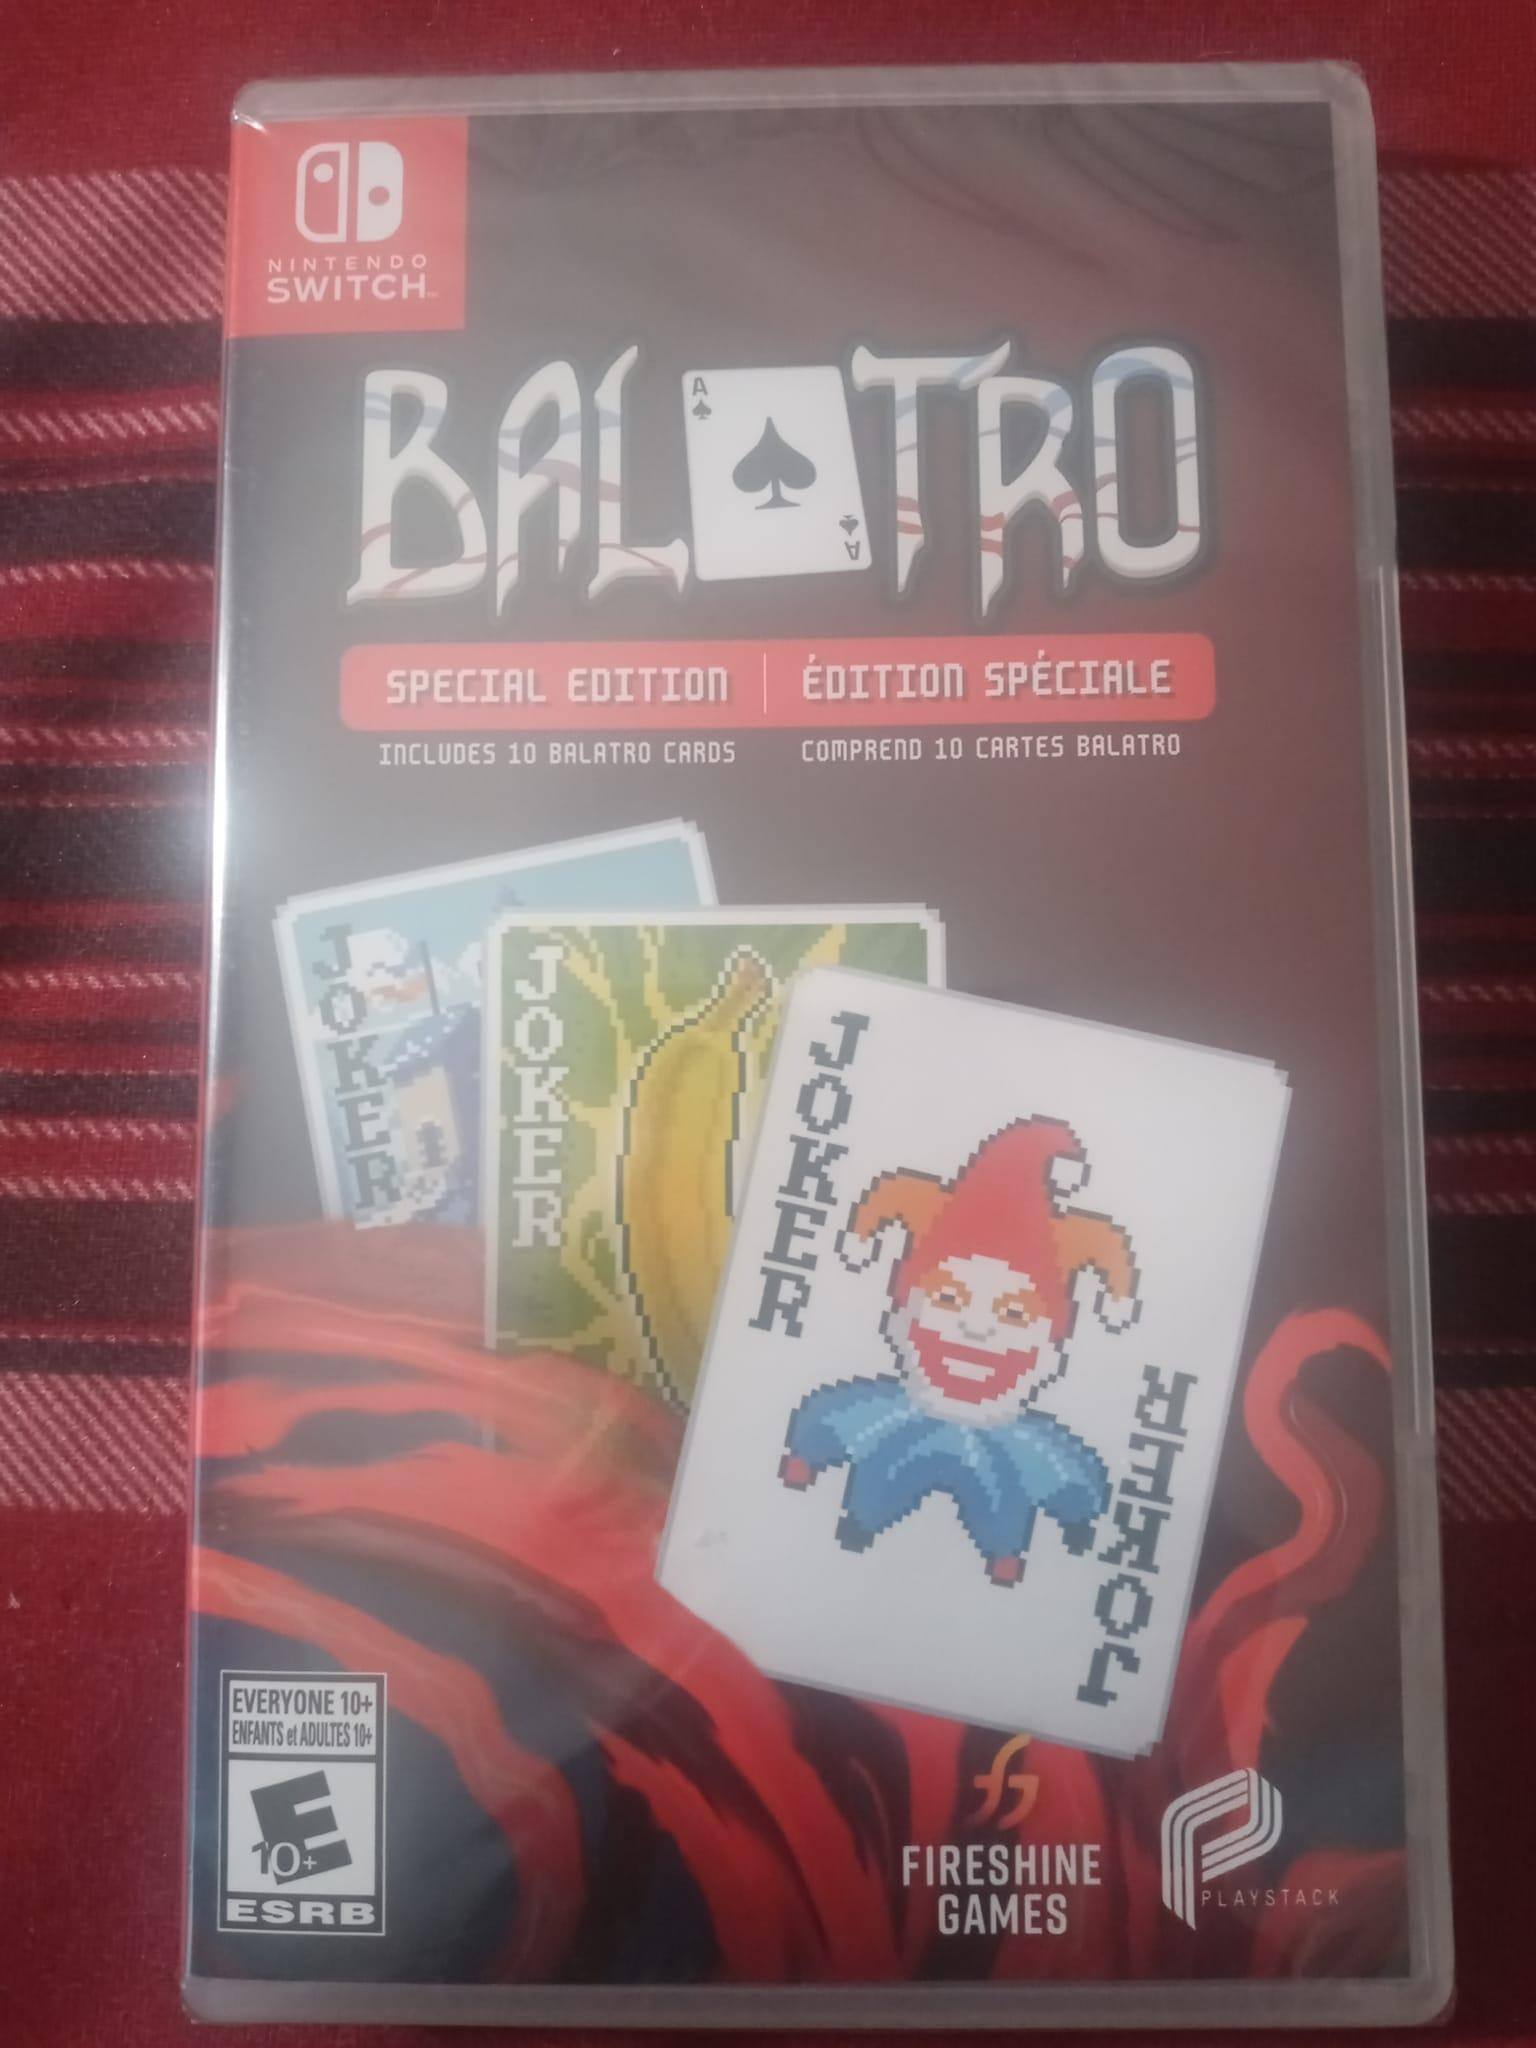 NINTENDO
SWITCH™
BALATRO
A
A
SPECIAL EDITION
ÉDITION SPÉCIALE
INCLUDES 10 BALATRO CARDS
COMPREND 10 CARTES BALATRO
JOKER
JOKER
JOKER
JOKER
EVERYONE 10+
ENFANTS et ADULTES 10+
E
10+
ESRB
FIRESHINE
GAMES
PLAYSTACK